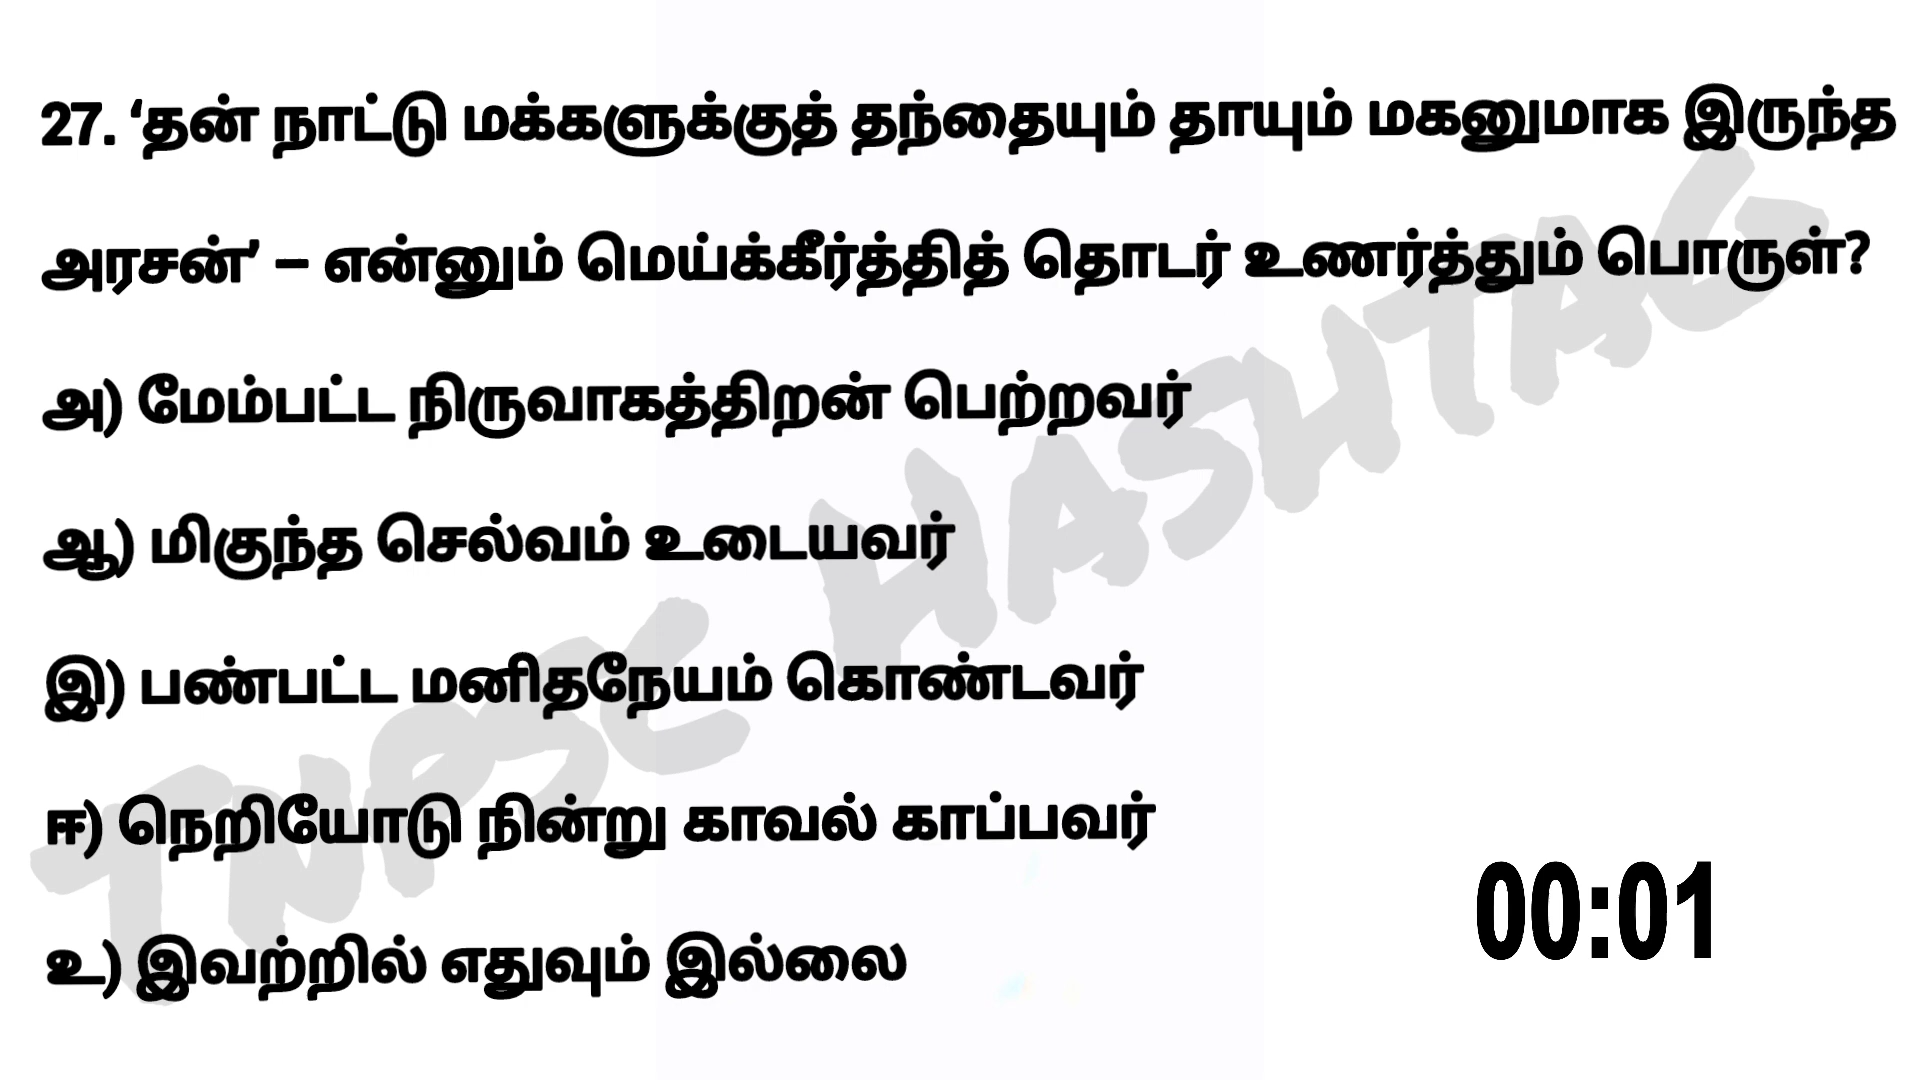 27. ‘தன் நாட்டு மக்களுக்குத் தந்தையும் தாயும் மகனுமாக இருந்த
அரசன்’ – என்னும் மெய்க்கீர்த்தித் தொடர் உணர்த்தும் பொருள்?
அ) மேம்பட்ட நிருவாகத்திறன் பெற்றவர்
ஆ) மிகுந்த செல்வம் உடையவர்
இ) பண்பட்ட மனிதநேயம் கொண்டவர்
ஈ) நெறியோடு நின்று காவல் காப்பவர்
உ) இவற்றில் எதுவும் இல்லை
00:01
TNPSC HASHTAG